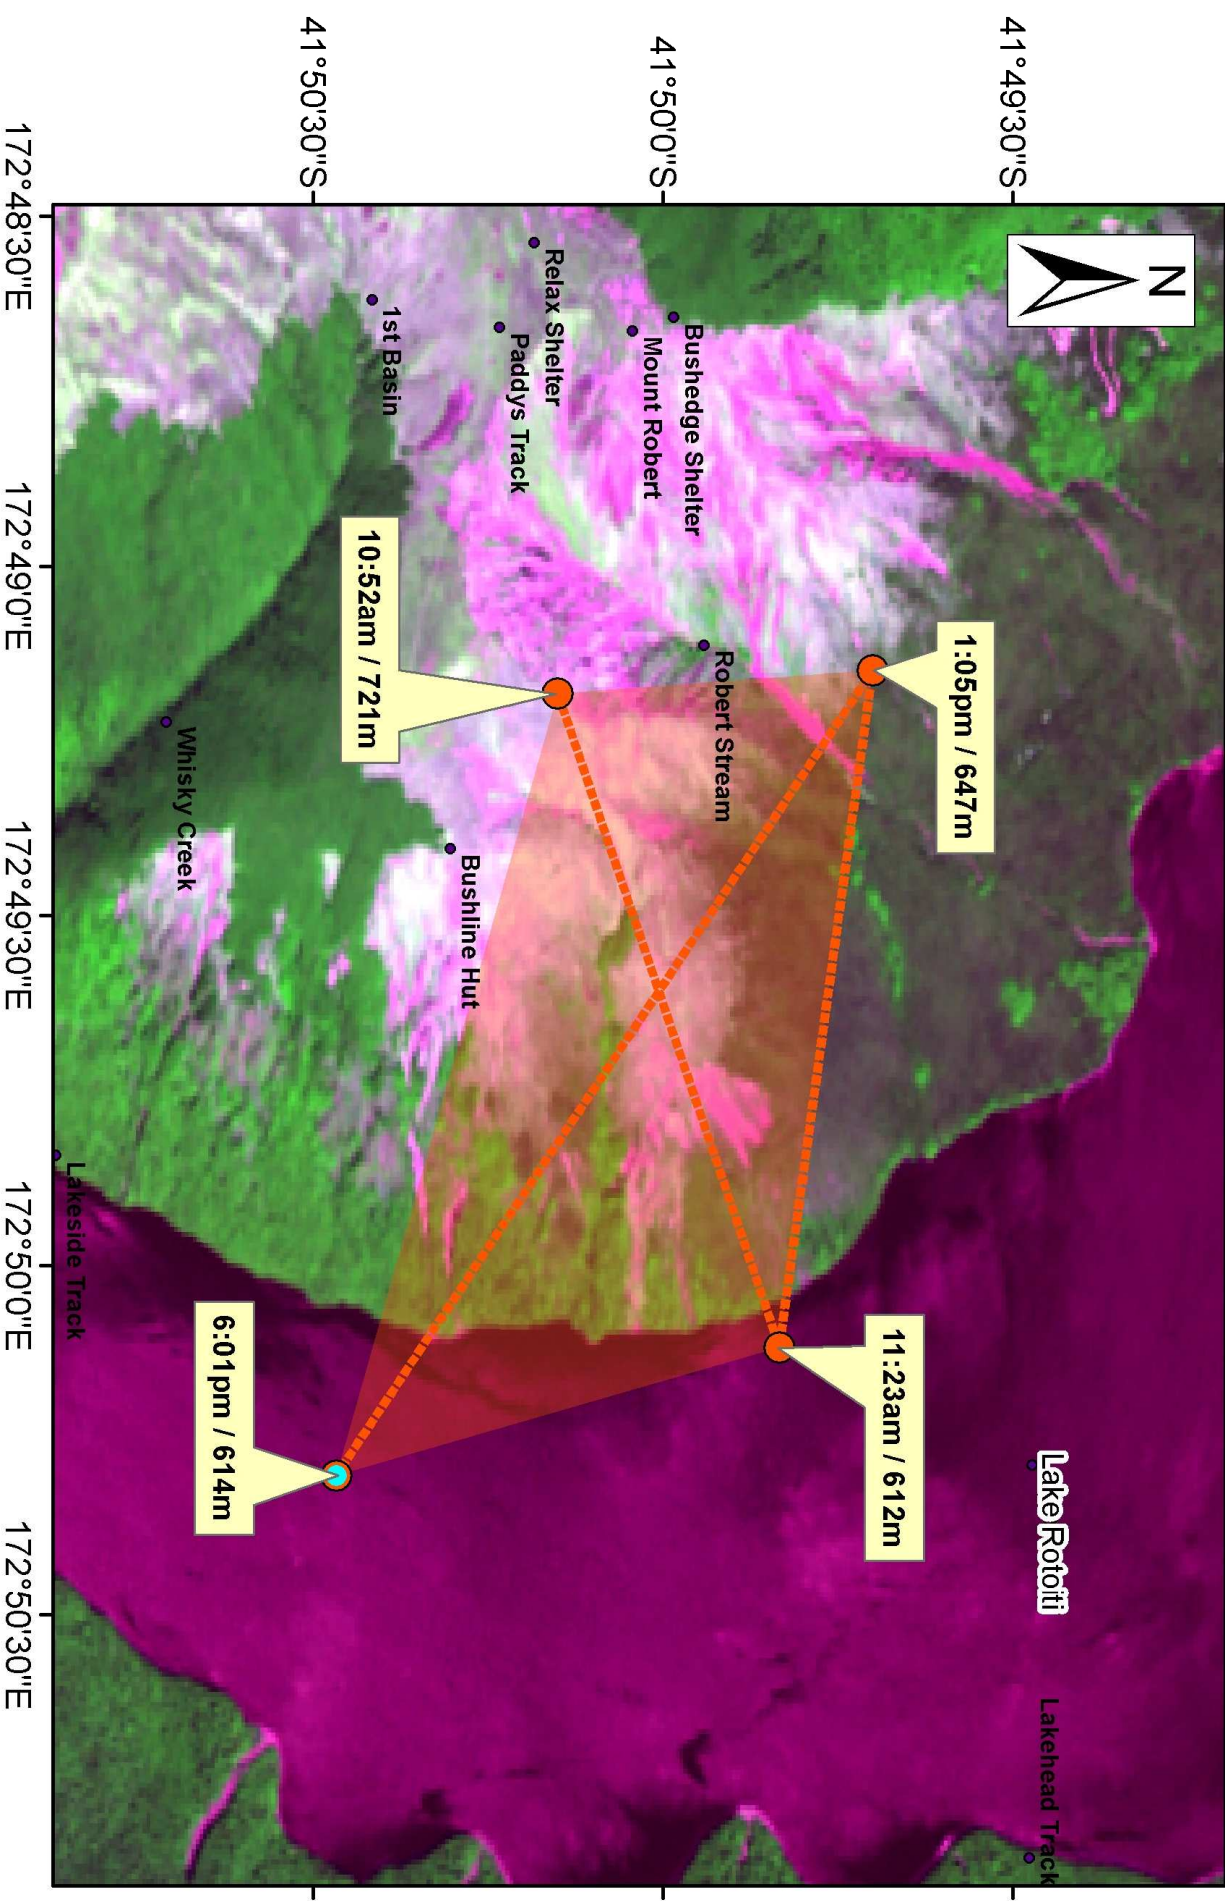 N
41°49'30"S
41°50'0"S
41°50'30"S
172°48'30"E
172°49'0"E
172°49'30"E
172°50'0"E
172°50'30"E
Lake Rotoiti
Lakehead Track
1:05pm / 647m
11:23am / 612m
Robert Stream
Bushedge Shelter
Mount Robert
Relax Shelter
Paddys Track
1st Basin
10:52am / 721m
Bushline Hut
Whisky Creek
6:01pm / 614m
Lakeside Track